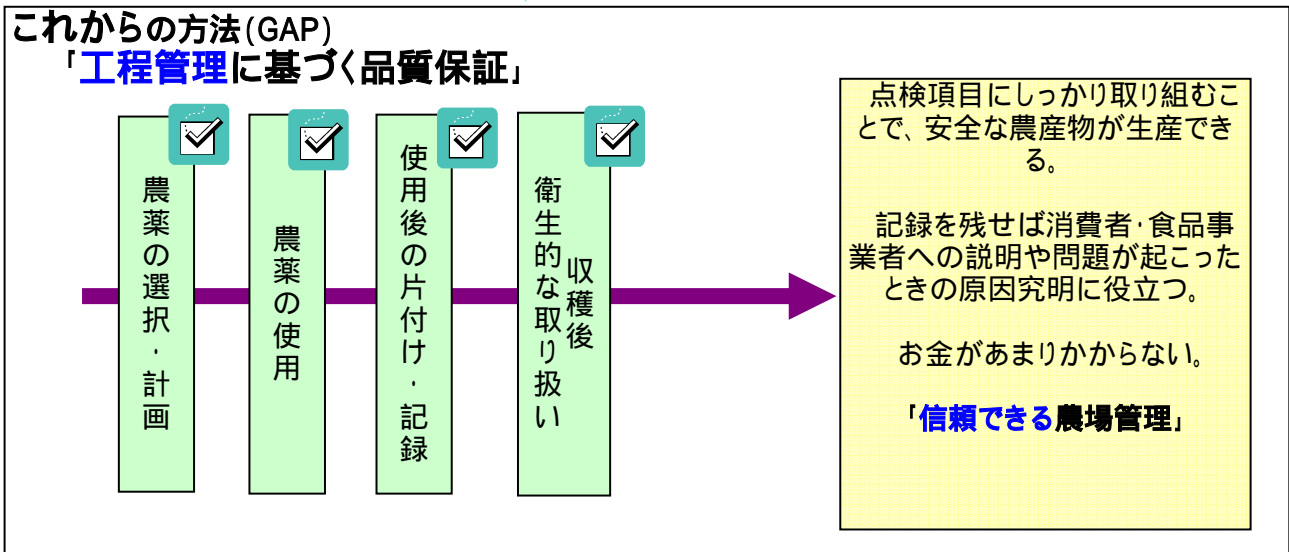 これからの方法(GAP)
「工程管理に基づく品質保証」
農薬の選択・計画
農薬の使用
使用後の片付け・記録
収穫後
衛生的な取り扱い
点検項目にしっかり取り組むこ
とで、安全な農産物が生産でき
る。
記録を残せば消費者・食品事
業者への説明や問題が起こった
ときの原因究明に役立つ。
お金があまりかからない。
「信頼できる農場管理」